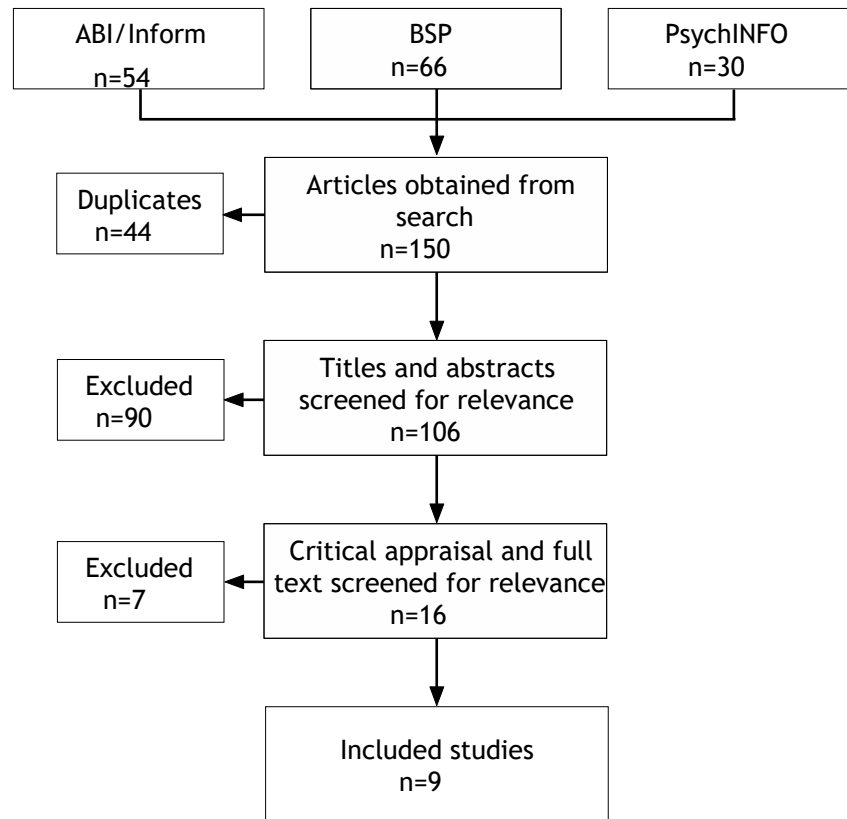 ABI/Inform
n=54
BSP
n=66
PsychINFO
n=30
Articles obtained from
search
n=150
Duplicates
n=44
Titles and abstracts
screened for relevance
n=106
Excluded
n=90
Critical appraisal and full
text screened for relevance
n=16
Excluded
n=7
Included studies
n=9